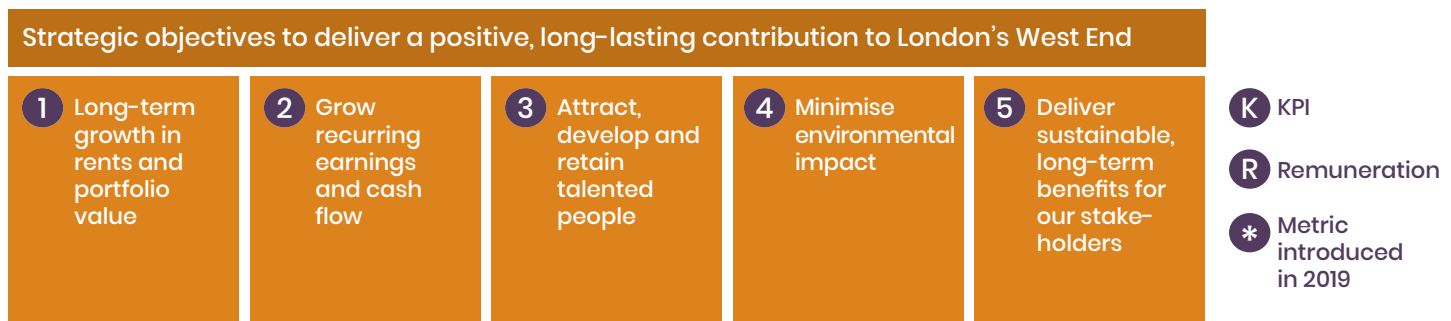 Strategic objectives to deliver a positive, long-lasting contribution to London’s West End
1 Long-term
growth in
rents and
portfolio
value
2 Grow
recurring
earnings
and cash
flow
3 Attract,
develop and
retain
talented
people
4 Minimise
environmental
impact
5 Deliver
sustainable,
long-term
benefits for
our stake-
holders
K KPI
R Remuneration
* Metric
introduced
in 2019